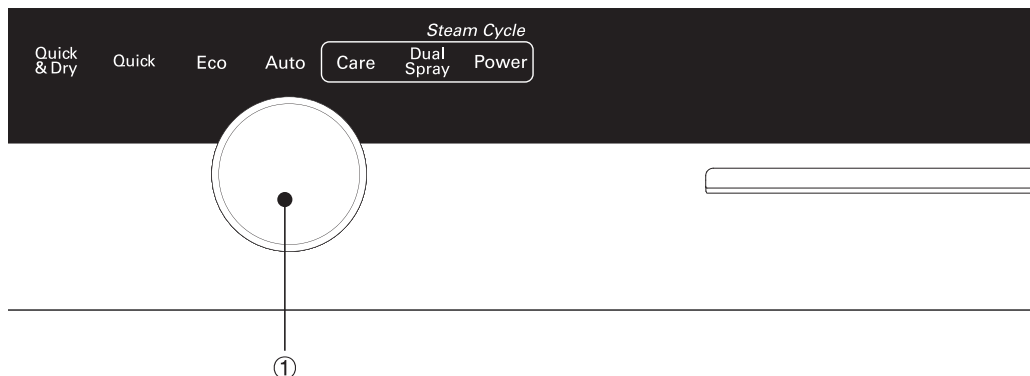 Steam Cycle
Quick
& Dry
Quick
Eco
Auto
Care
Dual
Spray
Power
①